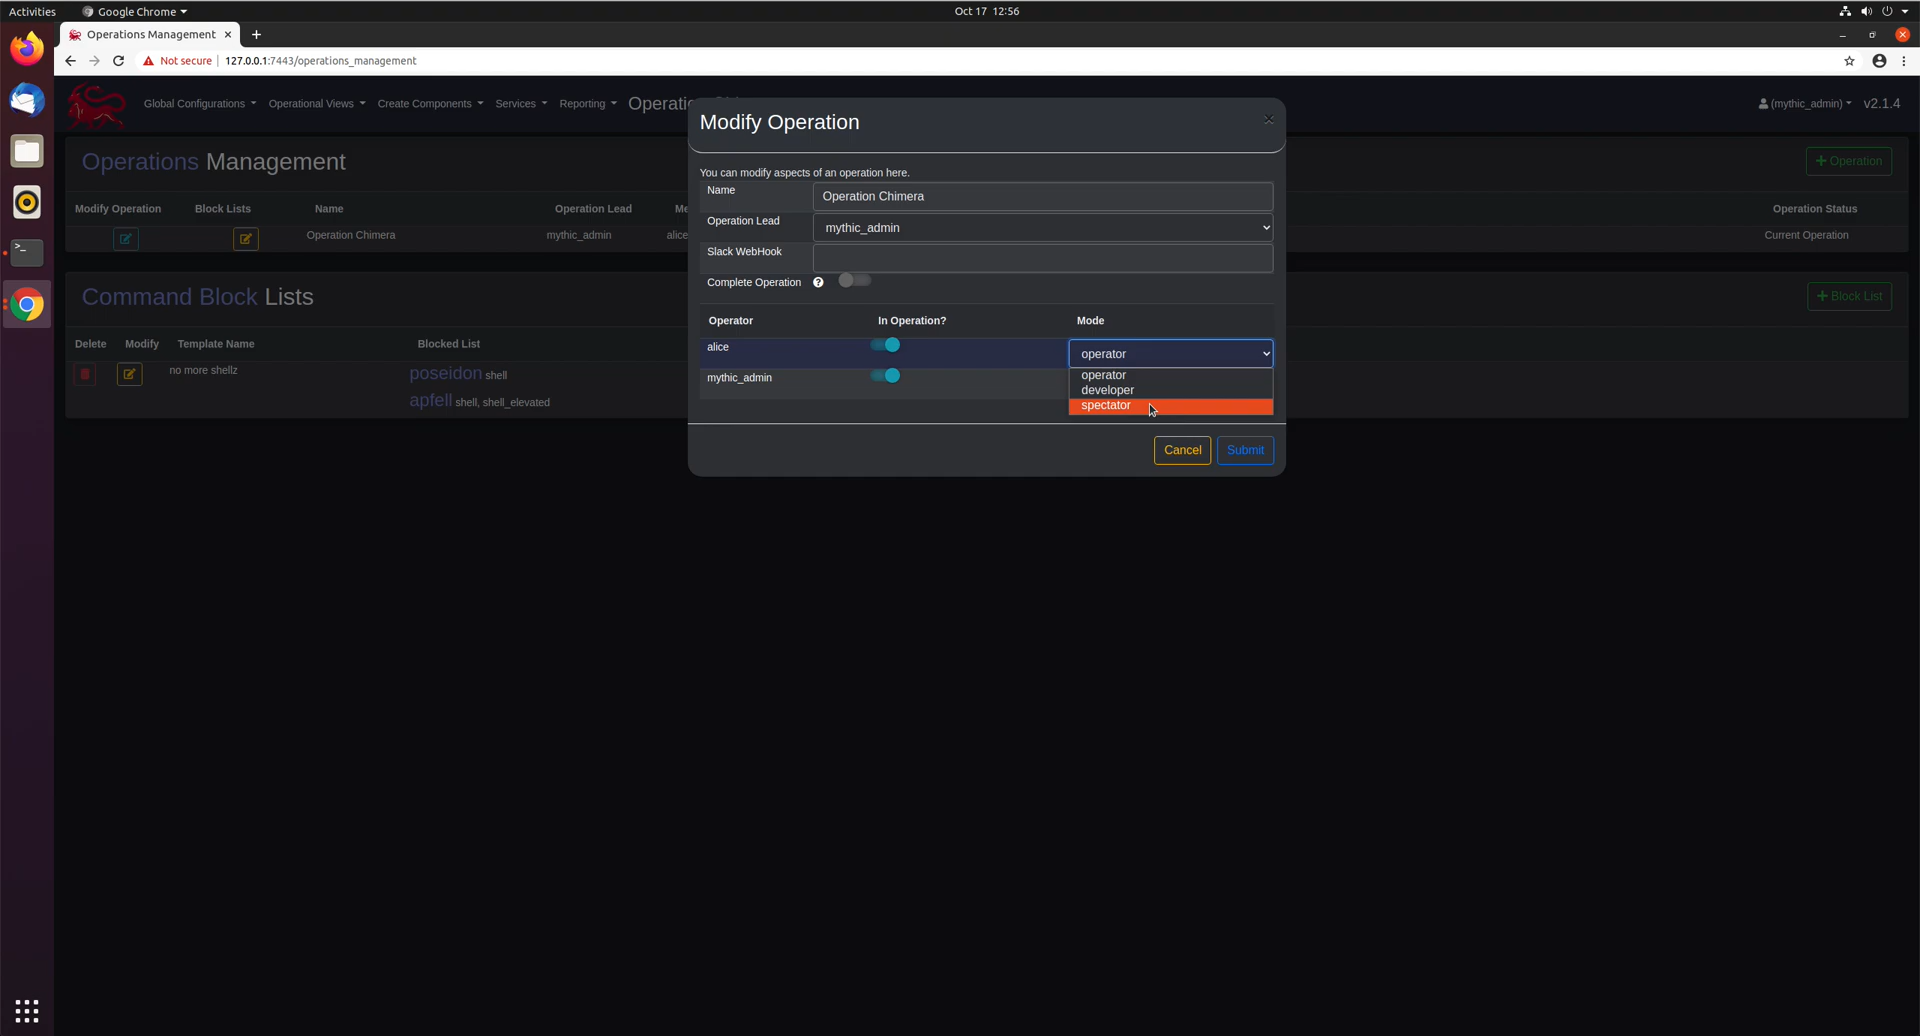 Activities Google Chrome Oct 17 12:56
Operations Management
Not secure 127.0.0.1:7443/operations_management
Global Configurations Operational Views Create Components Services Reporting (mythic_admin) v2.1.4
Modify Operation
Operations Management + Operation
You can modify aspects of an operation here.
Name Operation Chimera
Modify Operation Block Lists Name Operation Lead Operation Status
Operation Lead mythic_admin
Operation Chimera mythic_admin alice Current Operation
Slack WebHook
Complete Operation ?
Command Block Lists + Block List
Operator In Operation? Mode
Delete Modify Template Name Blocked List
alice operator
no more shellz poseidon shell
apfell shell, shell_elevated
mythic_admin
operator
developer
spectator
Cancel Submit